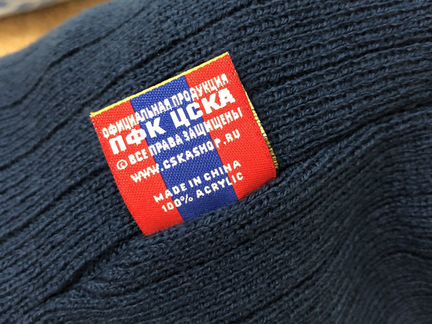 ОФИЦИАЛЬНАЯ ПРОДУКЦИЯ
ПФК ЦСКА
© ВСЕ ПРАВА ЗАЩИЩЕНЫ
WWW.CSKASHOP.RU
MADE IN CHINA
100% ACRYLIC